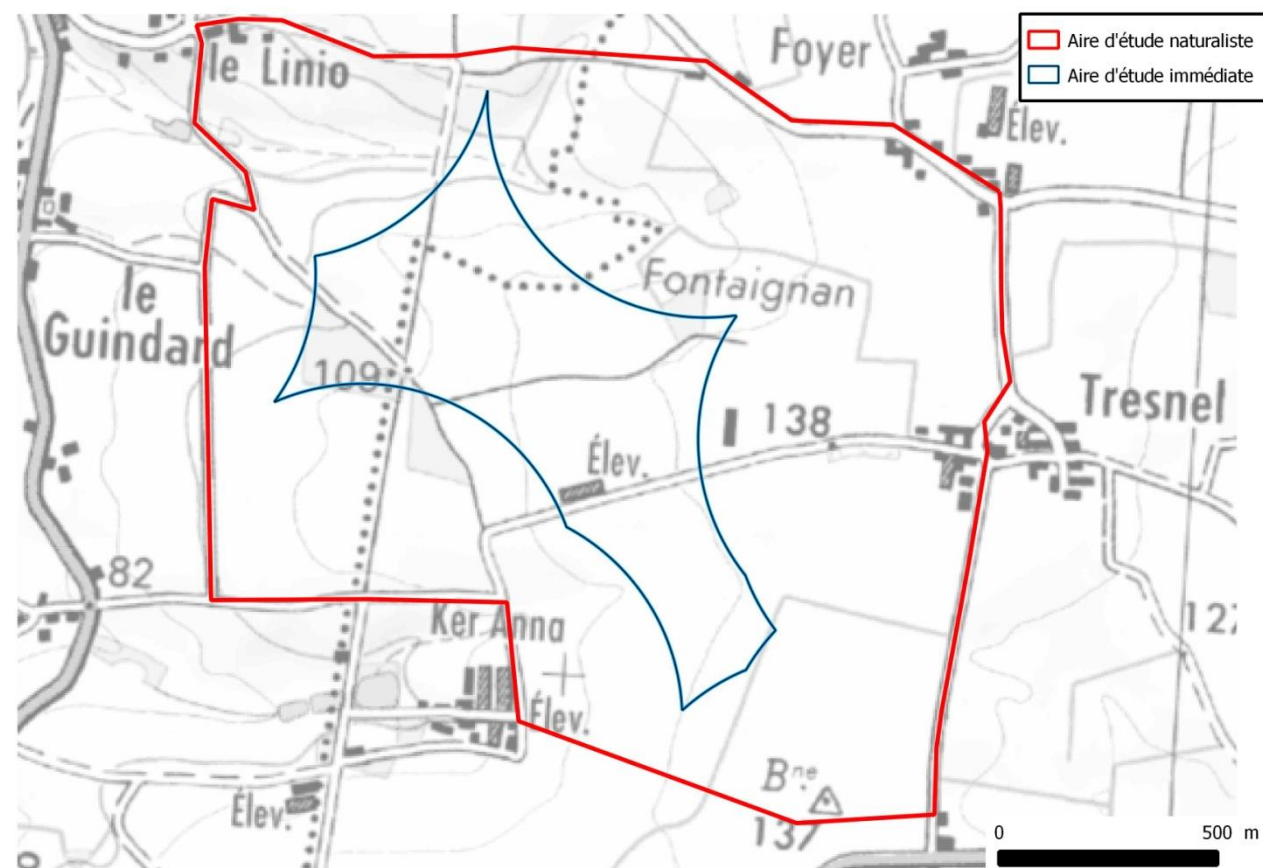 Aire d'étude naturaliste
Aire d'étude immédiate
Foyer
le Linio
Élev.
Fontaignan
le
Guindard
109
Tresnel
138
Élev.
82
Ker Anna
Élev.
Bne
137
Élev.
0 500 m